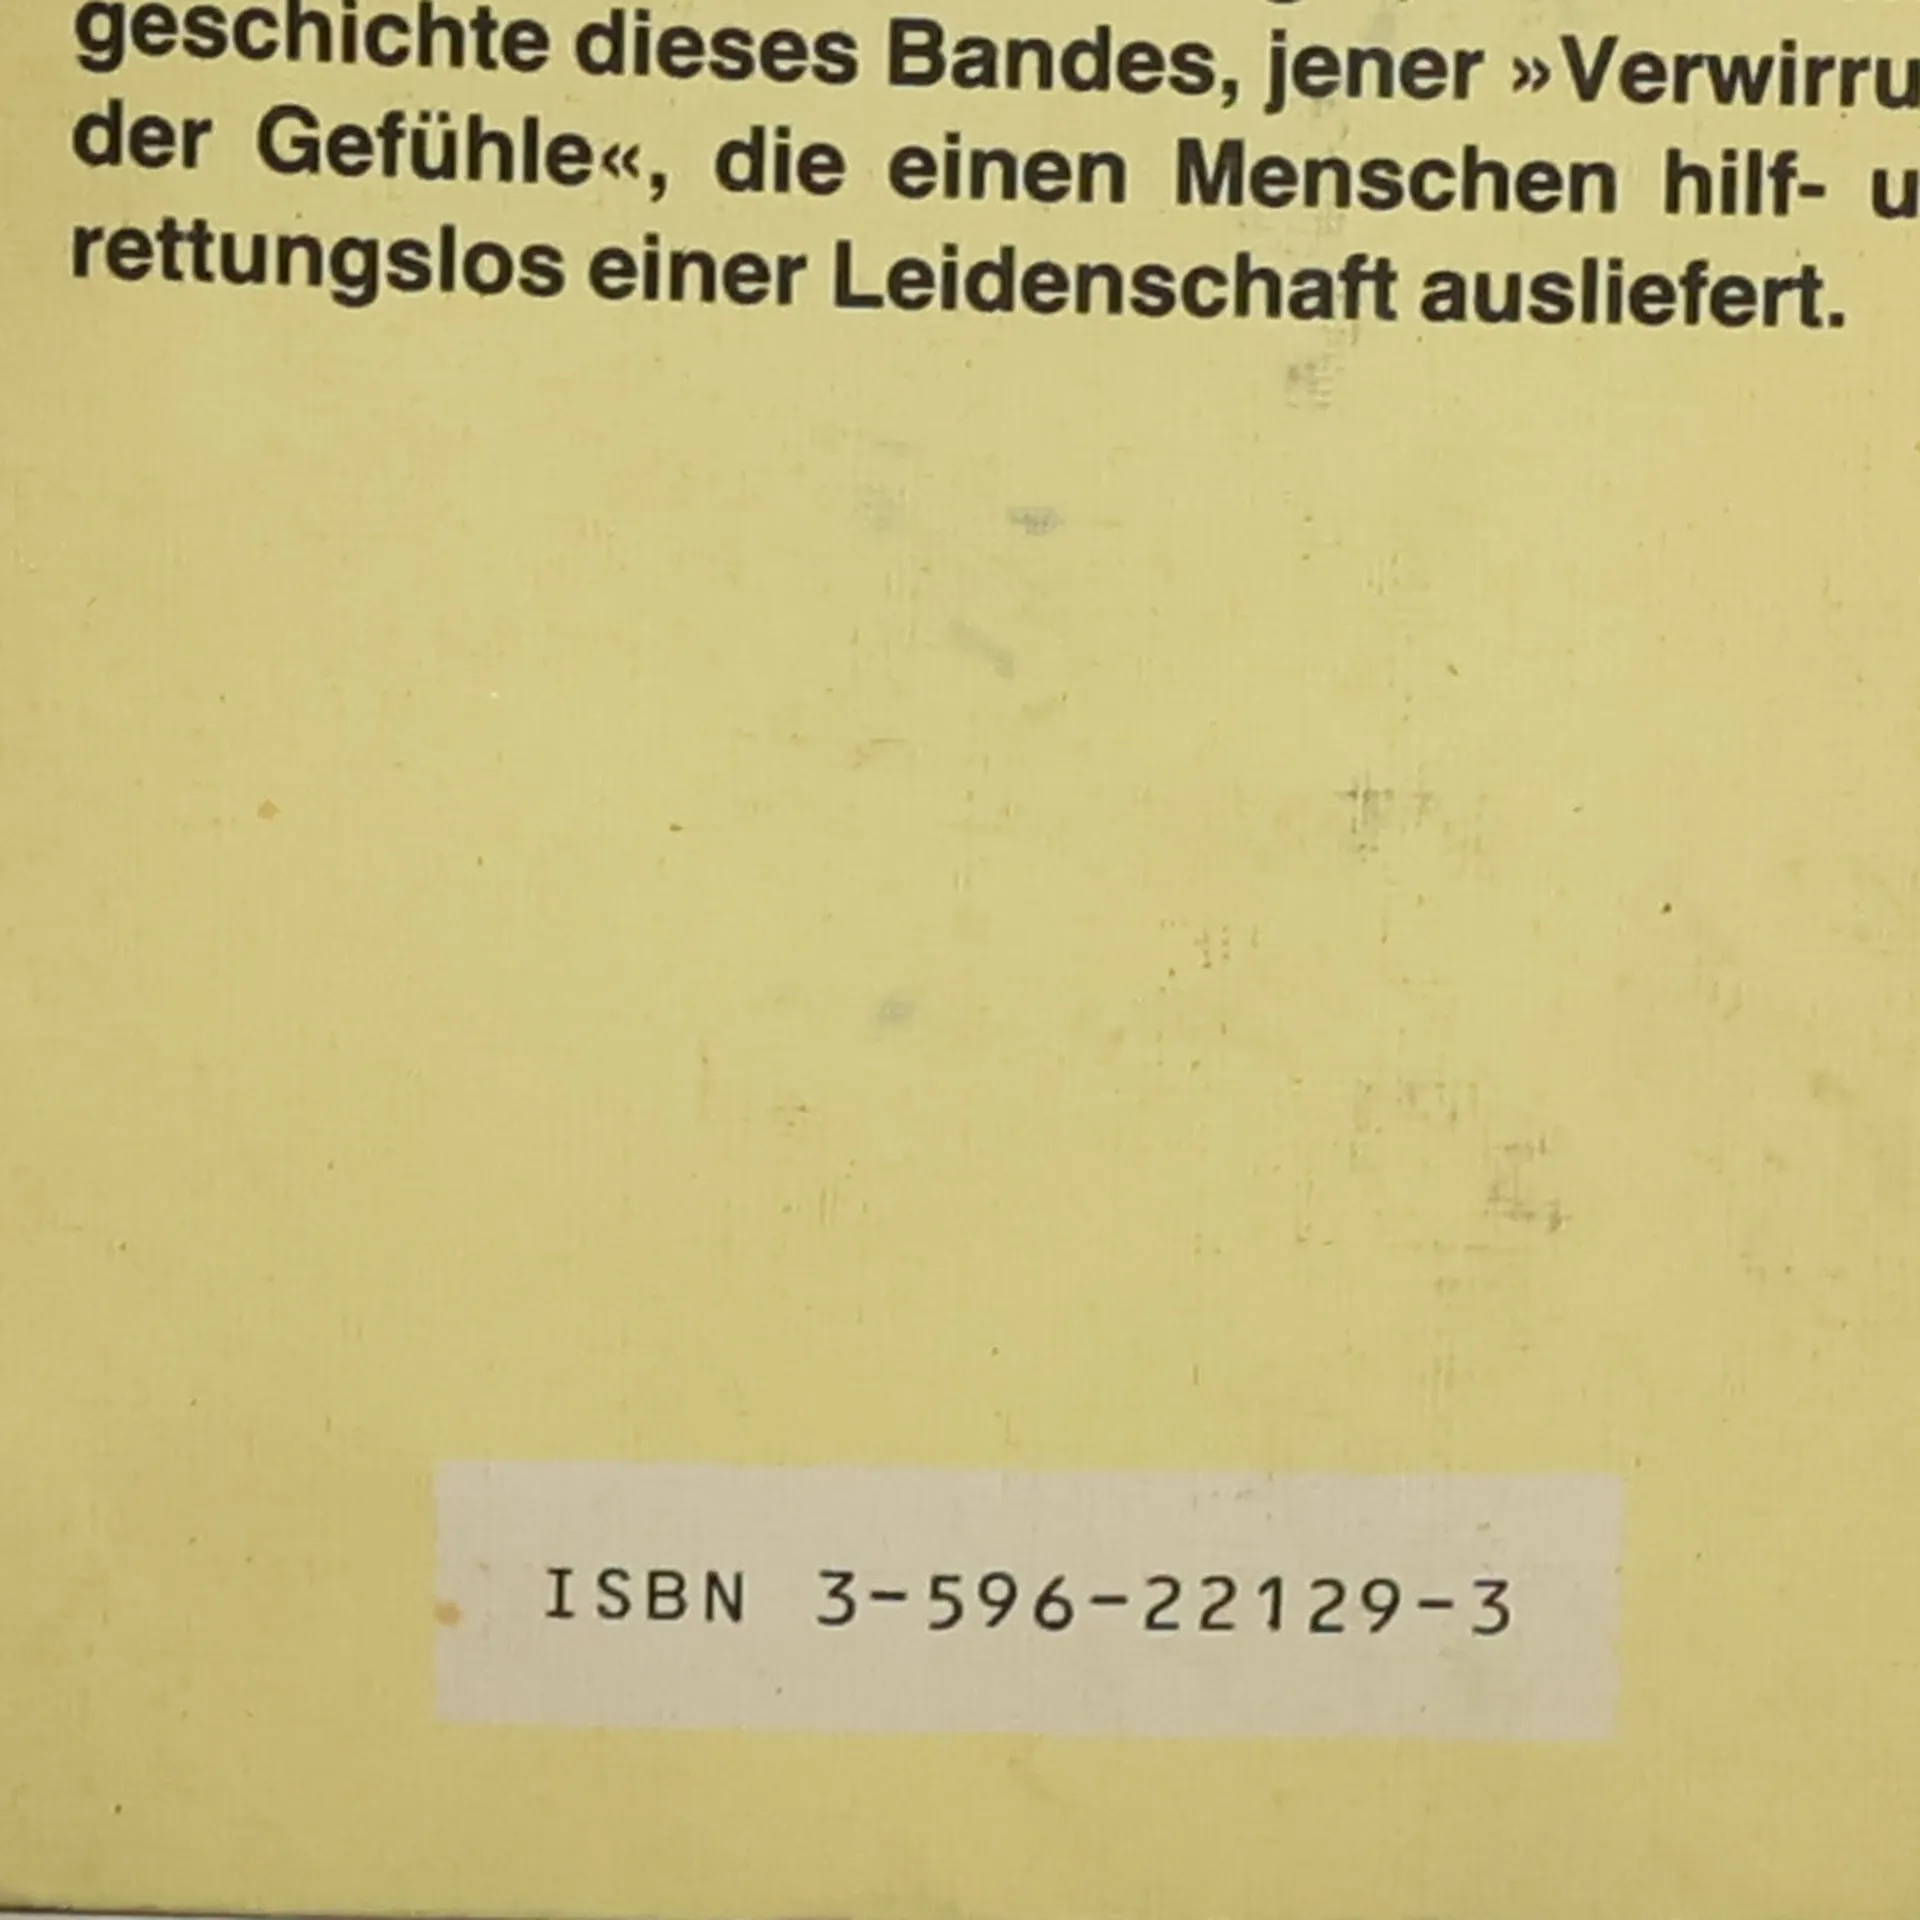 geschichte dieses Bandes, jener »Verwirru
der Gefühle«, die einen Menschen hilf- u
rettungslos einer Leidenschaft ausliefert.
ISBN 3-596-22129-3